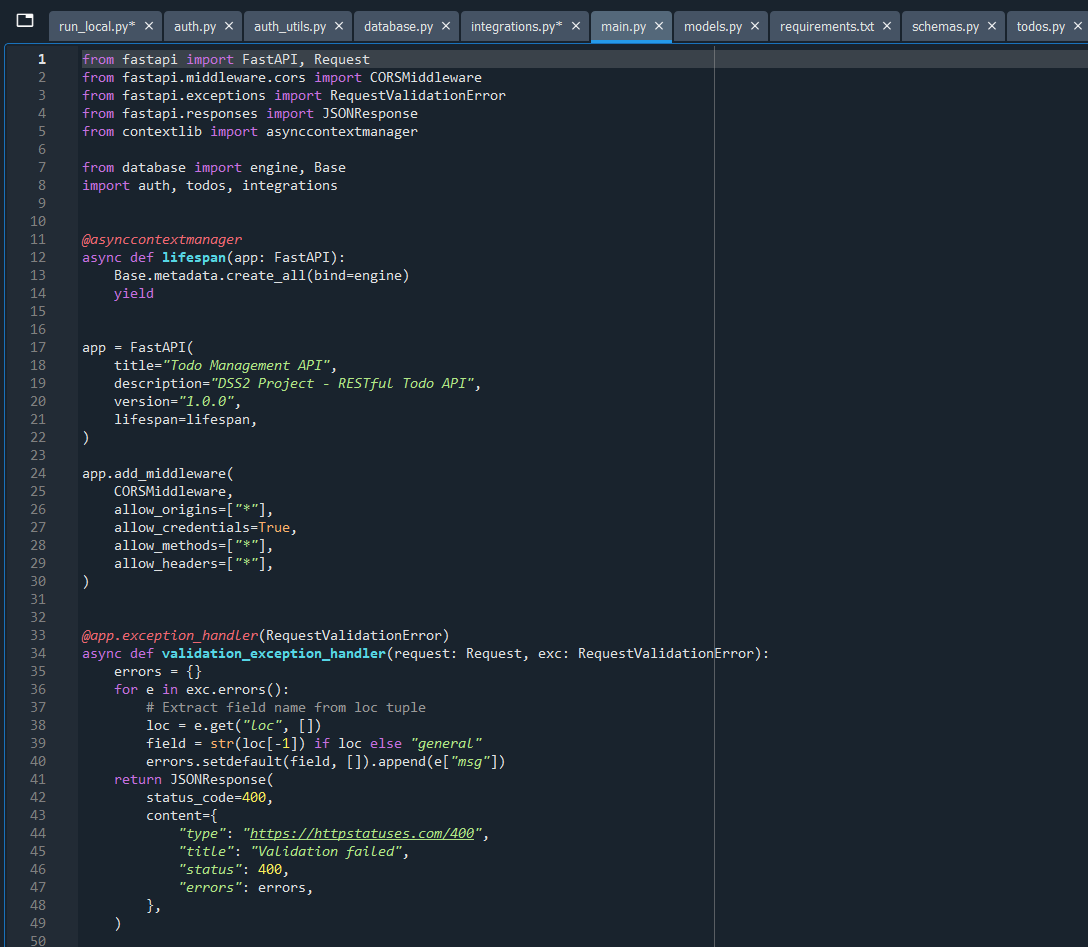 run_local.py* × auth.py × auth_utils.py × database.py × integrations.py* × main.py × models.py × requirements.txt × schemas.py × todos.py ×
1 from fastapi import FastAPI, Request
2 from fastapi.middleware.cors import CORSMiddleware
3 from fastapi.exceptions import RequestValidationError
4 from fastapi.responses import JSONResponse
5 from contextlib import asynccontextmanager
6
7 from database import engine, Base
8 import auth, todos, integrations
9
10
11 @asynccontextmanager
12 async def lifespan(app: FastAPI):
13     Base.metadata.create_all(bind=engine)
14     yield
15
16
17 app = FastAPI(
18     title="Todo Management API",
19     description="DSS2 Project - RESTful Todo API",
20     version="1.0.0",
21     lifespan=lifespan,
22 )
23
24 app.add_middleware(
25     CORSMiddleware,
26     allow_origins=["*"],
27     allow_credentials=True,
28     allow_methods=["*"],
29     allow_headers=["*"],
30 )
31
32
33 @app.exception_handler(RequestValidationError)
34 async def validation_exception_handler(request: Request, exc: RequestValidationError):
35     errors = {}
36     for e in exc.errors():
37         # Extract field name from loc tuple
38         loc = e.get("loc", [])
39         field = str(loc[-1]) if loc else "general"
40         errors.setdefault(field, []).append(e["msg"])
41     return JSONResponse(
42         status_code=400,
43         content={
44             "type": "https://httpstatuses.com/400",
45             "title": "Validation failed",
46             "status": 400,
47             "errors": errors,
48         },
49     )
50